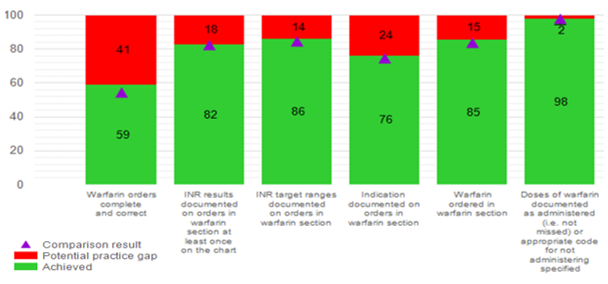 100
80
60
40
20
0
41
59
18
82
14
86
24
76
15
85
2
98
Warfarin orders
complete
and correct
INR results
documented
on orders in
warfarin
section at
least once
on the chart
INR target ranges
documented
on orders in
warfarin section
Indication
documented on
orders in
warfarin section
Warfarin
ordered in
warfarin section
Doses of warfarin
documented
as administered
(i.e. not
missed) or
appropriate code
for not
administering
specified
Comparison result
Potential practice gap
Achieved